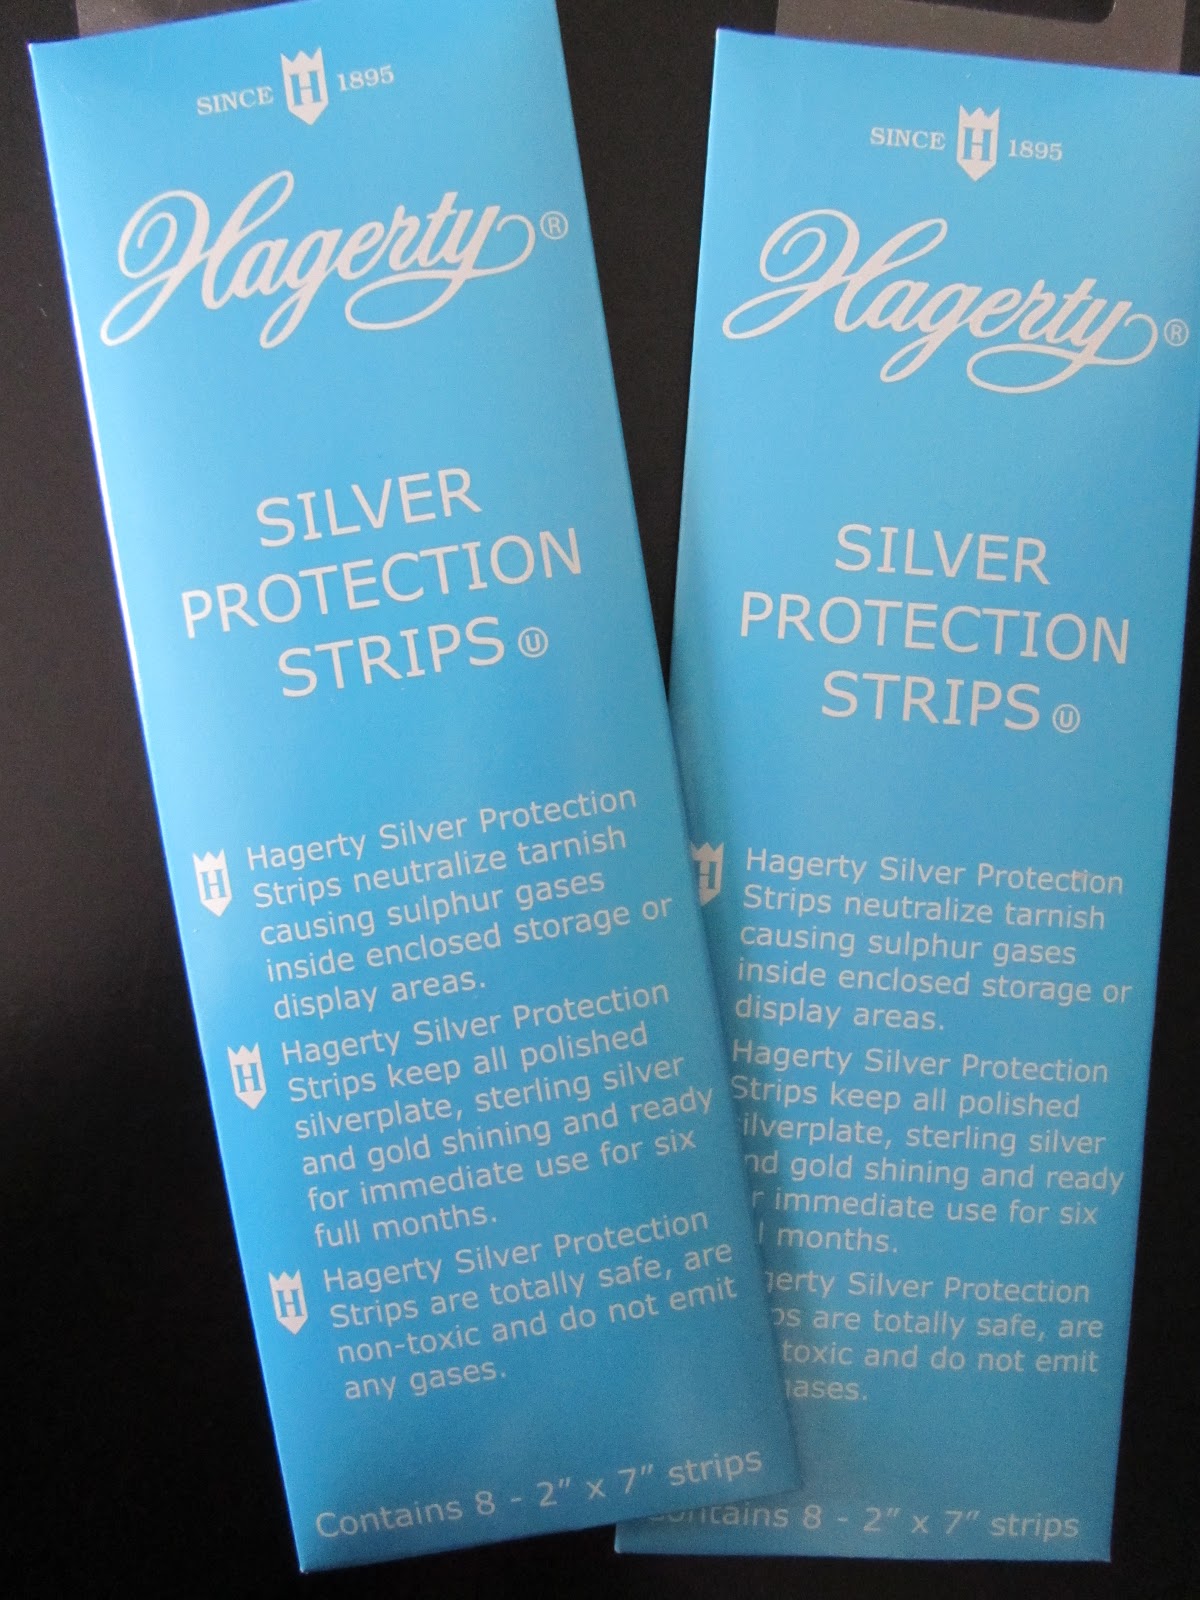 SINCE H 1895
Hagerty®
SILVER
PROTECTION
STRIPS Ⓤ
H Hagerty Silver Protection
Strips neutralize tarnish
causing sulphur gases
inside enclosed storage or
display areas.
H Hagerty Silver Protection
Strips keep all polished
silverplate, sterling silver
and gold shining and ready
for immediate use for six
full months.
H Hagerty Silver Protection
Strips are totally safe, are
non-toxic and do not emit
any gases.
Contains 8 - 2” x 7” strips
SINCE H 1895
Hagerty®
SILVER
PROTECTION
STRIPS Ⓤ
H Hagerty Silver Protection
Strips neutralize tarnish
causing sulphur gases
inside enclosed storage or
display areas.
Hagerty Silver Protection
Strips keep all polished
silverplate, sterling silver
and gold shining and ready
immediate use for six
months.
Silver Protection
are totally safe, are
toxic and do not emit
gases.
Contains 8 - 2” x 7” strips